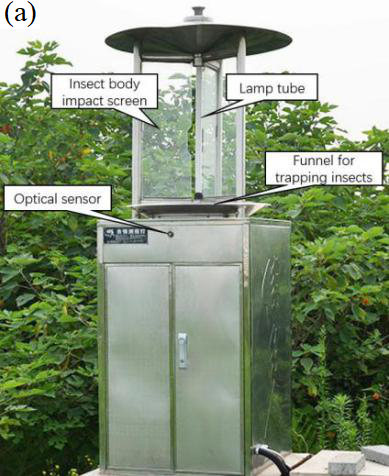 (a)
Insect body
impact screen
Lamp tube
Funnel for
trapping insects
Optical sensor